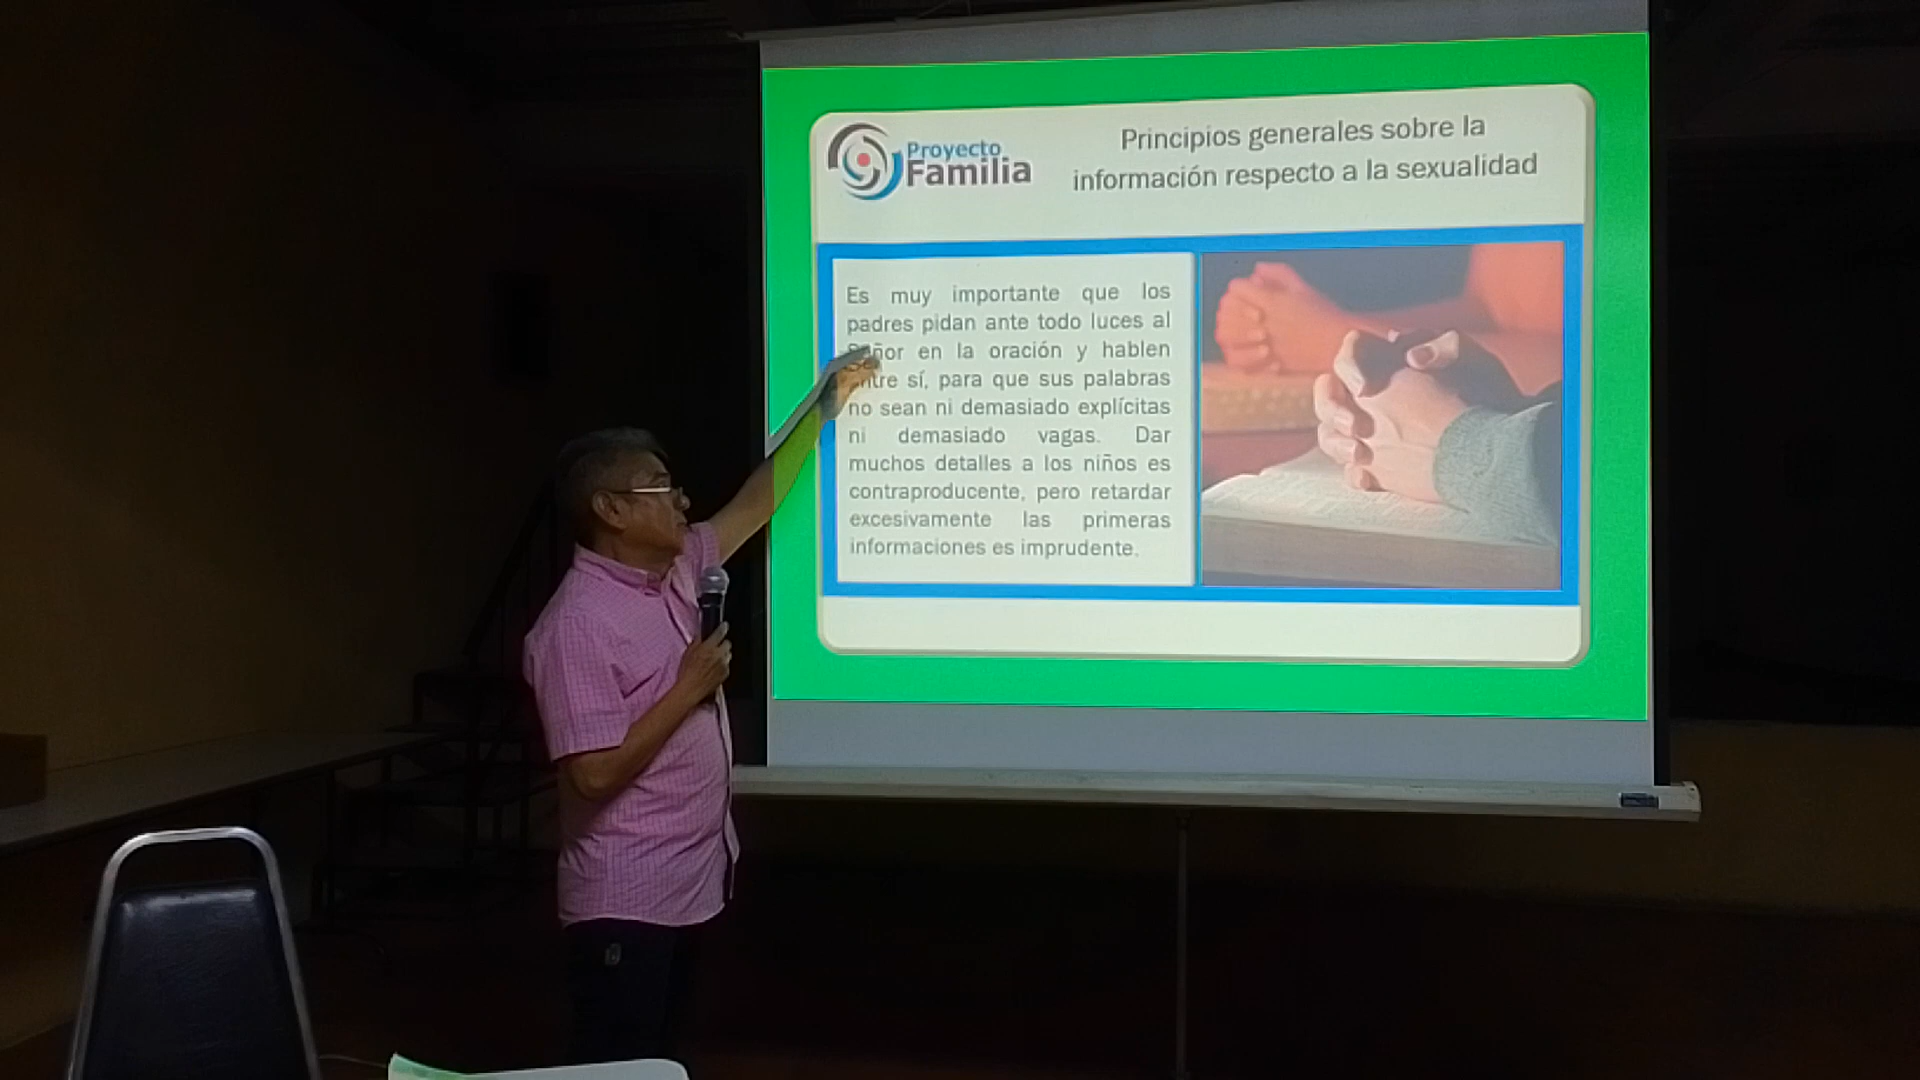 Proyecto
Familia
Principios generales sobre la
información respecto a la sexualidad
Es muy importante que los
padres pidan ante todo luces al
Señor en la oración y hablen
entre sí, para que sus palabras
no sean ni demasiado explícitas
ni demasiado vagas. Dar
muchos detalles a los niños es
contraproducente, pero retardar
excesivamente las primeras
informaciones es imprudente.